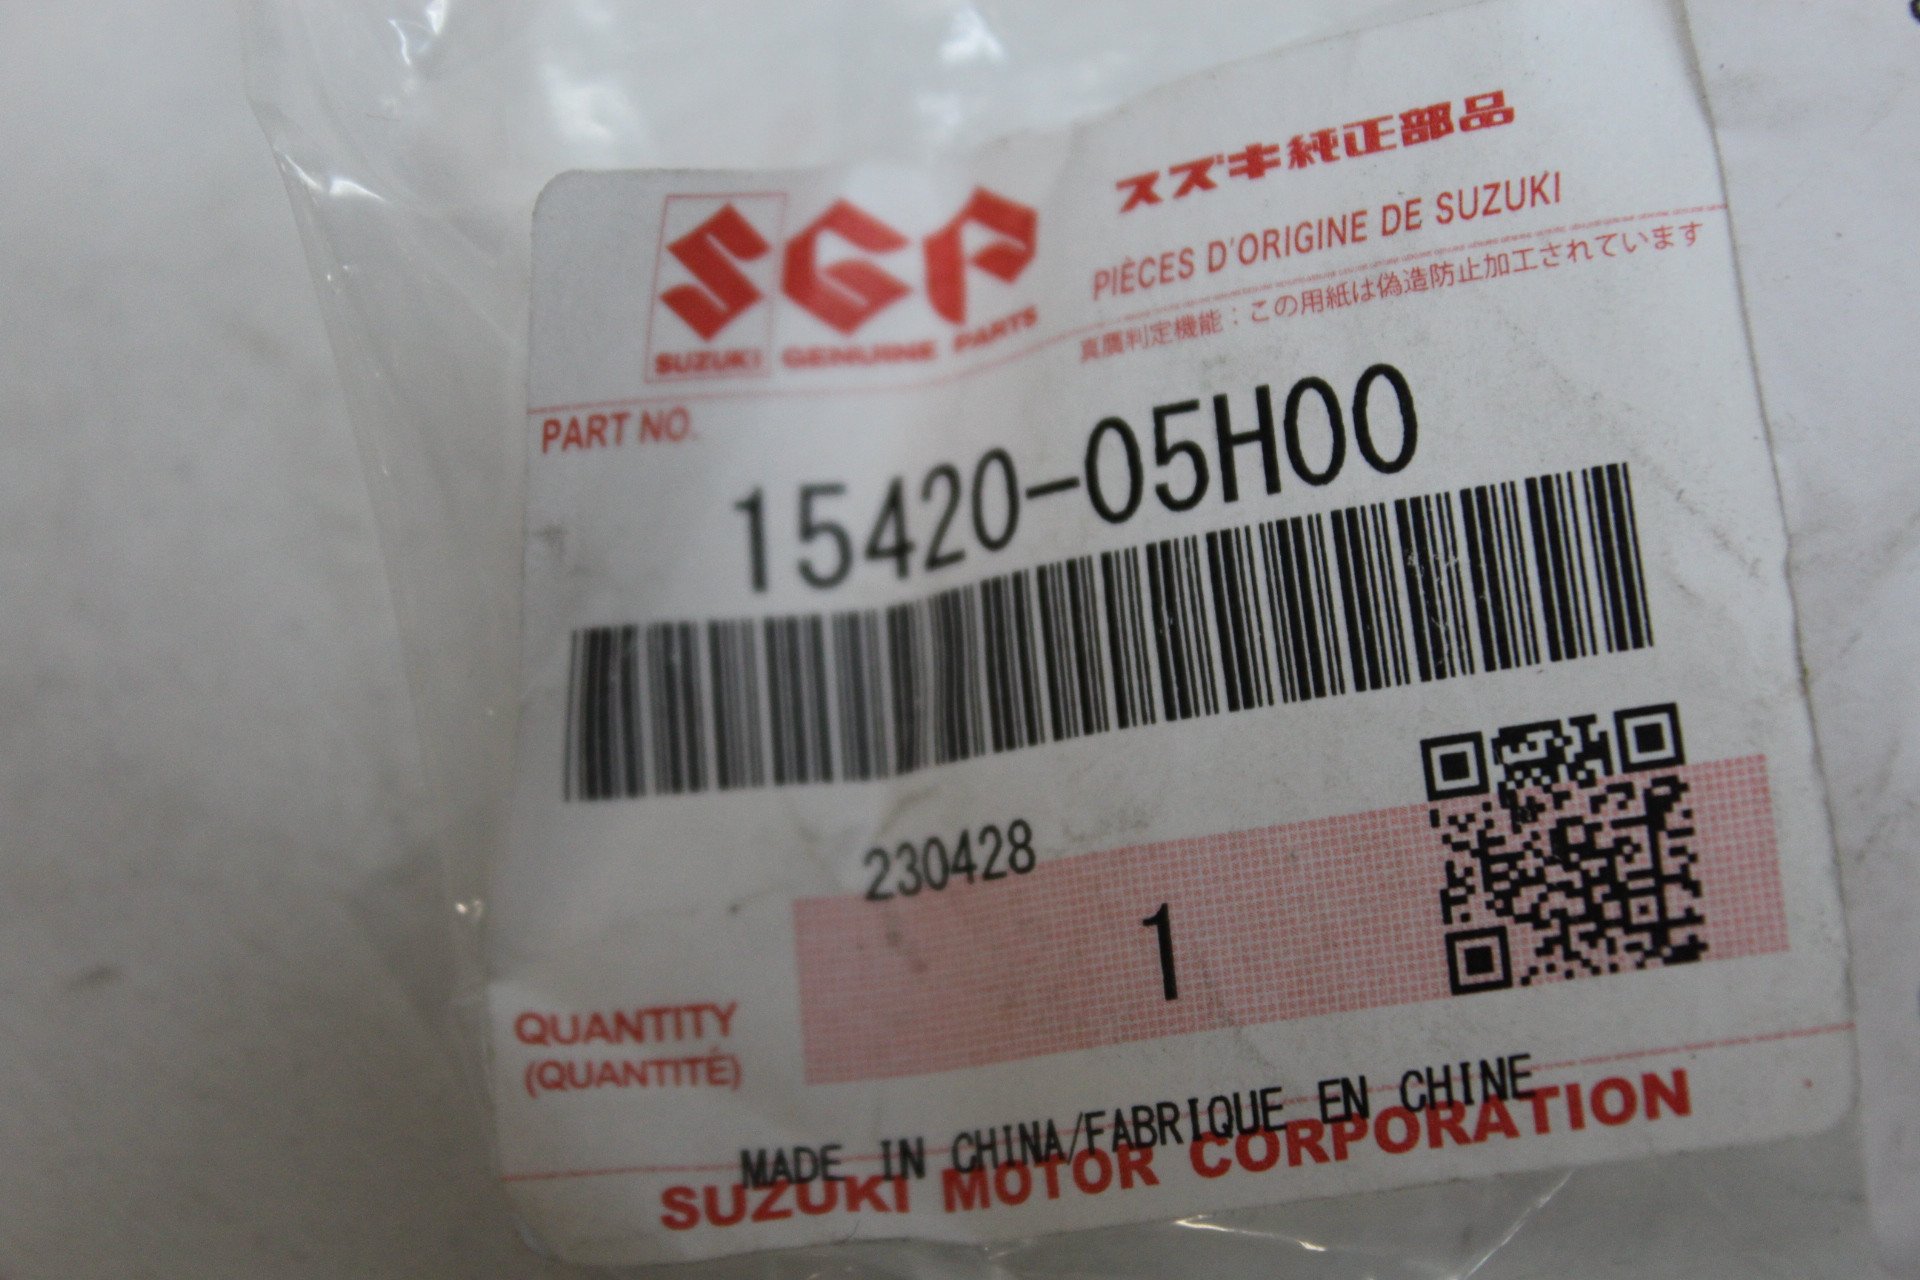 スズキ純正部品
SGP
SUZUKI GENUINE PARTS
PIÈCES D'ORIGINE DE SUZUKI
真贋判定機能：この用紙は偽造防止加工されています
PART NO.
15420-05H00
230428
1
QUANTITY
(QUANTITÉ)
MADE IN CHINA/FABRIQUE EN CHINE
SUZUKI MOTOR CORPORATION